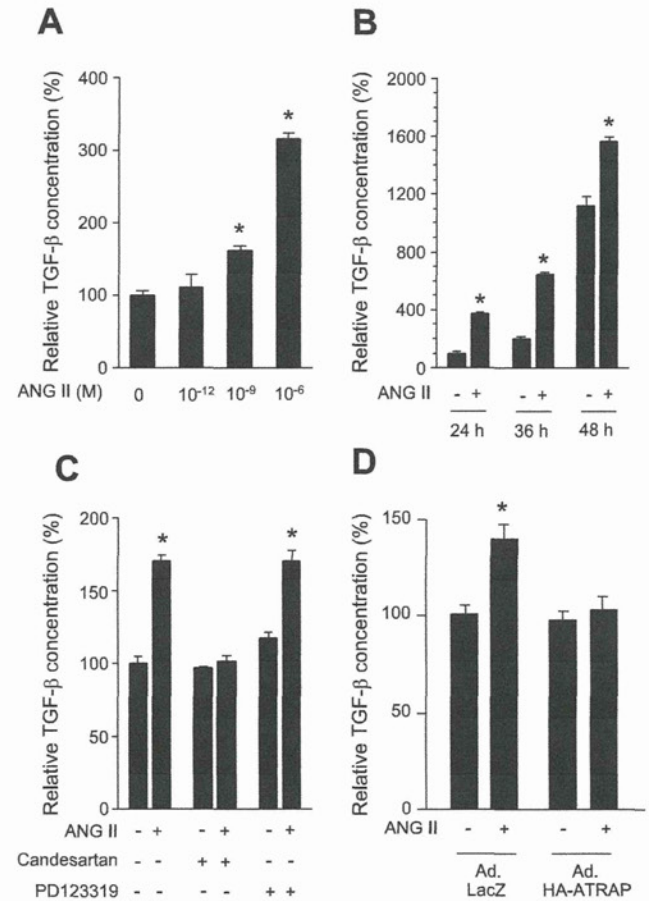 A
Relative TGF-β concentration (%)
400
300
200
100
0
ANG II (M)
0 10⁻¹² 10⁻⁹ 10⁻⁶
*
*
B
Relative TGF-β concentration (%)
2000
1600
1200
800
400
0
*
*
*
ANG II - + - + - +
24 h 36 h 48 h
C
Relative TGF-β concentration (%)
200
150
100
50
0
*
*
ANG II - + - + - +
Candesartan - - + + - -
PD123319 - - - - + +
D
Relative TGF-β concentration (%)
150
100
50
0
*
ANG II - + - +
Ad. Ad.
LacZ HA-ATRAP